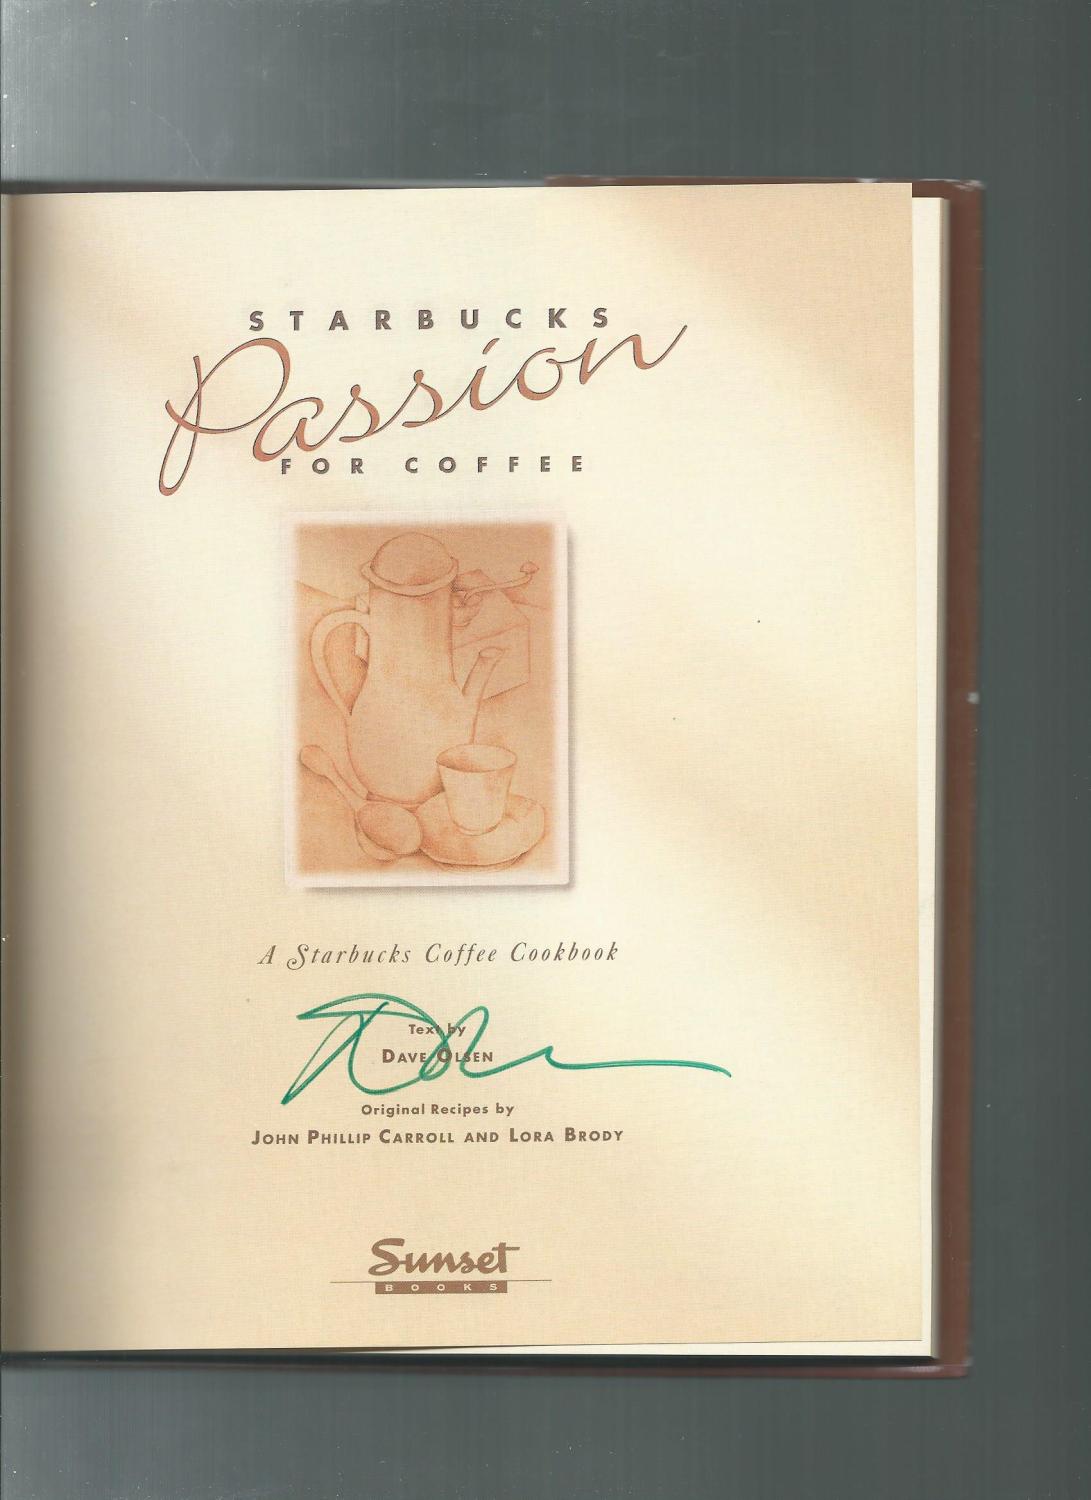 STARBUCKS
Passion
FOR COFFEE
A Starbucks Coffee Cookbook
Text by
DAVE OLSEN
Original Recipes by
JOHN PHILLIP CARROLL AND LORA BRODY
Sunset
BOOKS